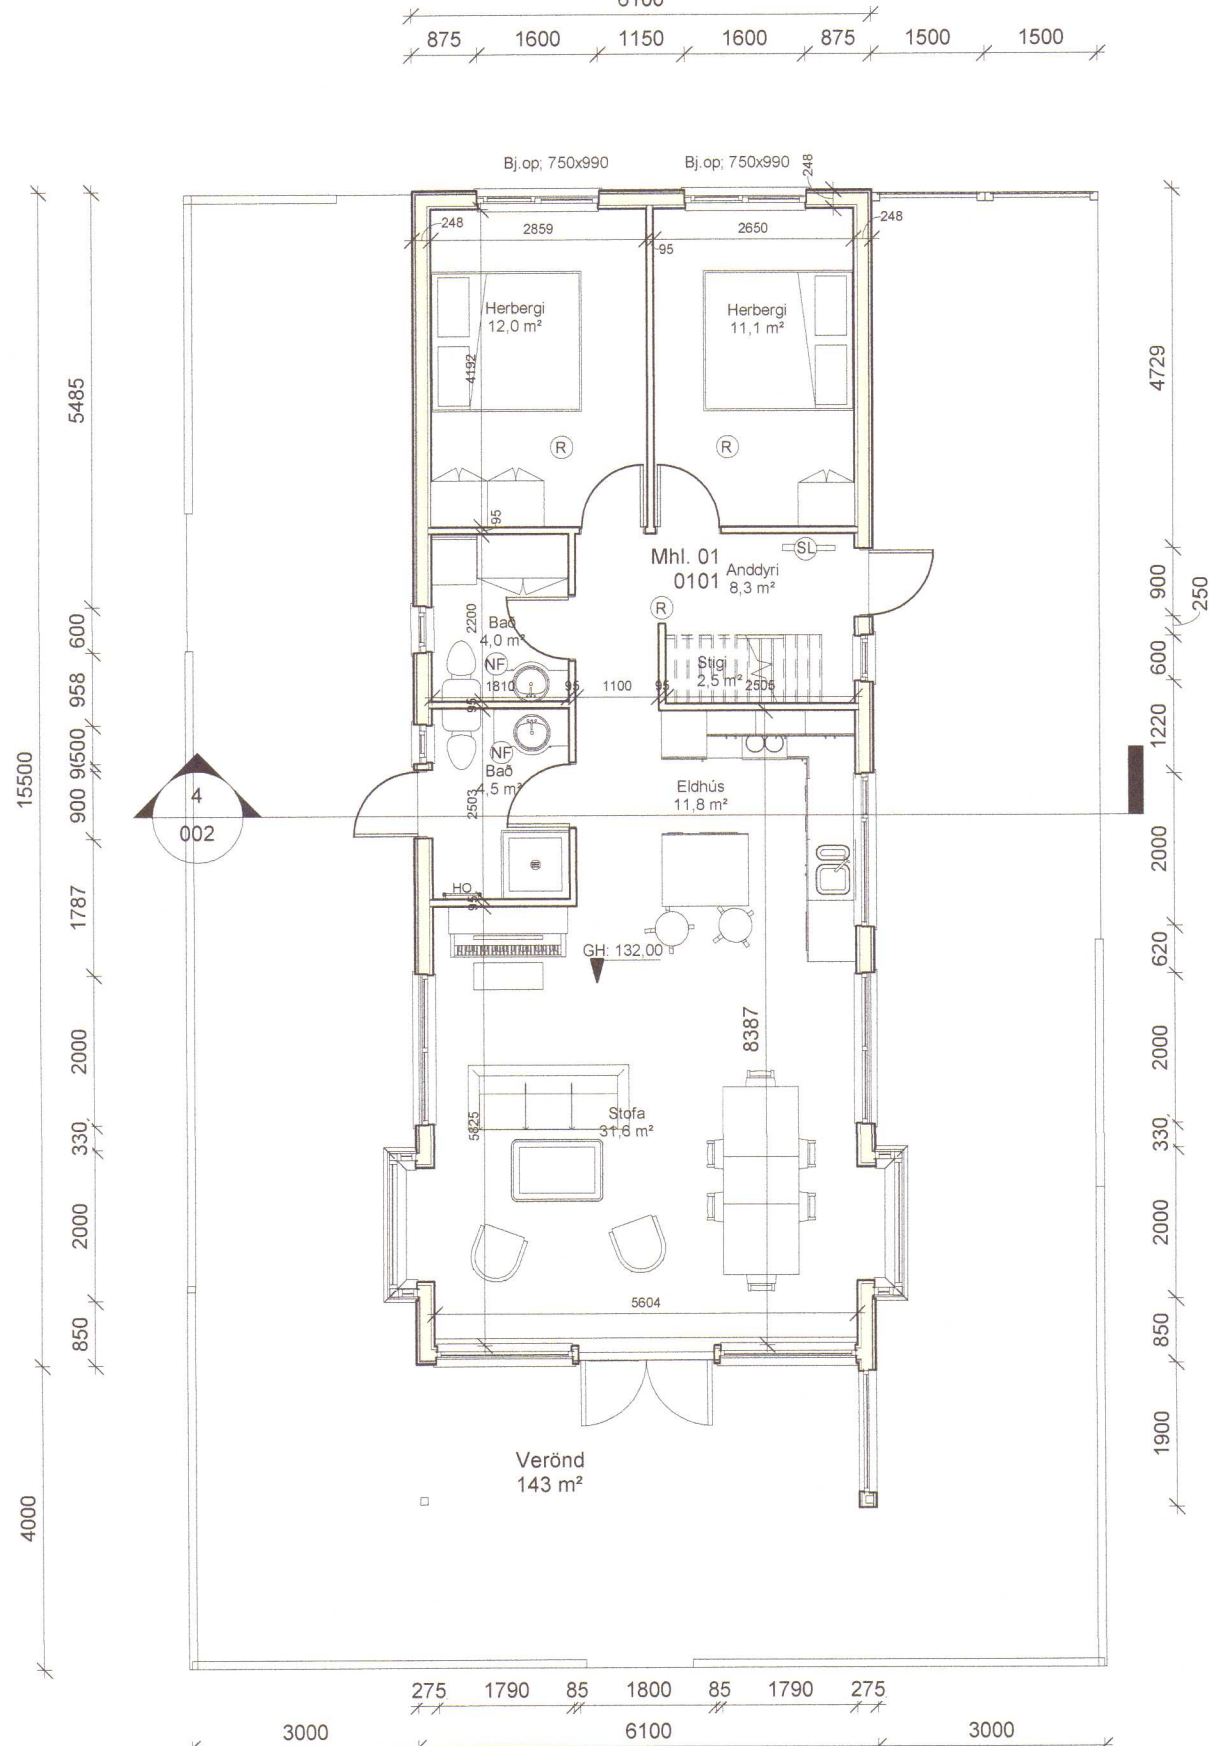 6100
875 1600 1150 1600 875 1500 1500
Bj.op; 750x990 Bj.op; 750x990
248
248 2859 2650 248
95
Herbergi
12,0 m²
Herbergi
11,1 m²
4192
R R
95
5485
4729
Mhl. 01
0101
SL
Anddyri
8,3 m²
R
900
250
600
600
958
2200
Bað
4,0 m²
NF
Stigi
2,5 m²
1810 95 1100 95 2505
95
1220
NF
Bað
4,5 m²
2503
500
96
900
4
002
15500
Eldhús
11,8 m²
2000
1787
HO
95
GH: 132,00
620
8387
2000
2000
Stofa
31,6 m²
5825
330
330
2000
2000
5604
850
850
1900
Verönd
143 m²
4000
275 1790 85 1800 85 1790 275
3000 6100 3000